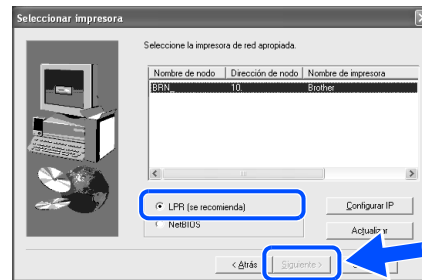 Seleccionar impresora
Seleccione la impresora de red apropiada.
Nombre de nodo Dirección de nodo Nombre de impresora
BRN_ 10. Brother
LPR (se recomienda)
Configurar IP
NetBIOS
Actualizar
< Atrás Siguiente >